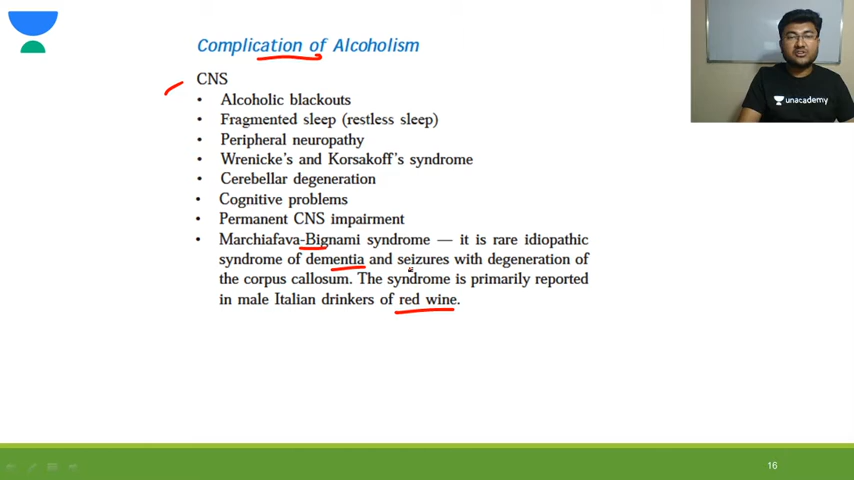 Complication of Alcoholism
CNS
• Alcoholic blackouts
• Fragmented sleep (restless sleep)
• Peripheral neuropathy
• Wrenicke's and Korsakoff's syndrome
• Cerebellar degeneration
• Cognitive problems
• Permanent CNS impairment
• Marchiafava-Bignami syndrome — it is rare idiopathic
syndrome of dementia and seizures with degeneration of
the corpus callosum. The syndrome is primarily reported
in male Italian drinkers of red wine.
unacademy
16